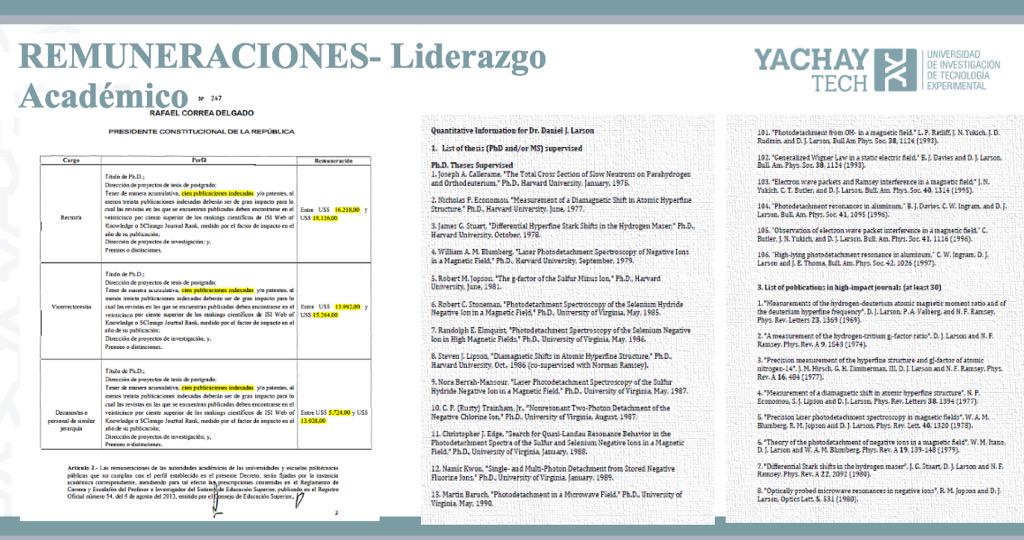 REMUNERACIONES- Liderazgo
Académico
YACHAY
TECH
UNIVERSIDAD
DE INVESTIGACIÓN
DE TECNOLOGÍA
EXPERIMENTAL
Nº 247
RAFAEL CORREA DELGADO
PRESIDENTE CONSTITUCIONAL DE LA REPÚBLICA
Cargo Perfil Remuneración
Rector/a
Título de Ph.D.;
Dirección de proyectos de tesis de postgrado:
Tener de manera acumulativa, cien publicaciones indexadas y/o patentes, al
menos treinta publicaciones indexadas deberán ser de gran impacto para lo
cual las revistas en que se encuentran publicadas deben encontrarse en el
veinticinco por ciento superior de los rankings científicos de ISI Web of
Knowledge o SCImago Journal Rank, medido por factor de impacto en el
año de su publicación;
Dirección de proyectos de investigación; y,
Premios o distinciones.
Entre US$ 16.218,00 y
US$ 18.126,00
Vicerrectores/as
Título de Ph.D.;
Dirección de proyectos de tesis de postgrado:
Tener de manera acumulativa, cien publicaciones indexadas y/o patentes, al
menos treinta publicaciones indexadas deberán ser de gran impacto para lo
cual las revistas en que se encuentran publicadas deben encontrarse en el
veinticinco por ciento superior de los rankings científicos de ISI Web of
Knowledge o SCImago Journal Rank, medido por factor de impacto en el
año de su publicación;
Dirección de proyectos de investigación; y,
Premios o distinciones.
Entre US$ 13.992,00 y
US$ 15.264,00
Decanos/as o
personal de similar
jerarquía
Título de Ph.D.;
Dirección de proyectos de tesis de postgrado:
Tener de manera acumulativa, cien publicaciones indexadas y/o patentes, al
menos treinta publicaciones indexadas deberán ser de gran impacto para lo
cual las revistas en que se encuentran publicadas deben encontrarse en el
veinticinco por ciento superior de los rankings científicos de ISI Web of
Knowledge o SCImago Journal Rank, medido por factor de impacto en el
año de su publicación;
Dirección de proyectos de investigación; y,
Premios o distinciones.
Entre US$ 5.724,00 y US$
Artículo 2.- Las remuneraciones de las autoridades académicas de las universidades y escuelas politécnicas
públicas que no cumplan con el perfil establecido en el presente Decreto, serán fijadas por la instancia
académica correspondiente, atendiendo para tal efecto las prescripciones contenidas en el Reglamento de
Carrera y Escalafón del Profesor e Investigador del Sistema de Educación Superior, publicado en el Registro
Oficial número 54, del 8 de agosto del 2013, emitido por el Consejo de Educación Superior,
2
Quantitative Information for Dr. Daniel J. Larson
1. List of thesis (PhD and/or MS) supervised
Ph.D. Theses Supervised
1. Joseph A. Callerame, "The Total Cross Section of Slow Neutrons on Parahydrogen
and Orthodeuterium," Ph.D., Harvard University, January, 1975.
2. Nicholas P. Economou, "Measurement of a Diamagnetic Shift in Atomic Hyperfine
Structure," Ph.D., Harvard University, June, 1977.
3. James G. Stuart, "Differential Hyperfine Stark Shifts in the Hydrogen Maser," Ph.D.,
Harvard University, October, 1978.
4. William A. M. Blumberg, "Laser Photodetachment Spectroscopy of Negative Ions
in a Magnetic Field," Ph.D., Harvard University, September, 1979.
5. Robert M. Jopson, "The g-factor of the Sulfur Minus Ion," Ph.D., Harvard
University, June, 1981.
6. Robert C. Stoneman, "Photodetachment Spectroscopy of the Selenium Hydride
Negative Ion in a Magnetic Field," Ph.D., University of Virginia, May, 1985.
7. Randolph E. Elmquist, "Photodetachment Spectroscopy of the Selenium Negative
Ion in High Magnetic Fields," Ph.D., University of Virginia, May, 1986.
8. Steven J. Lipson, "Diamagnetic Shifts in Atomic Hyperfine Structure," Harvard
University, Ph.D., Oct., 1986 (co-supervised with Norman Ramsey).
9. Nora Berrah-Mansour, "Laser Photodetachment Spectroscopy of the Sulfur
Hydride Negative Ion in a Magnetic Field," Ph.D., University of Virginia, May, 1987.
10. C. F. (Rusty) Trainham, Jr., "Nonresonant Two-Photon Detachment of the
Negative Chlorine Ion," Ph.D., University of Virginia, August, 1987.
11. Christopher J. Edge, "Search for Quasi-Landau Resonance Behavior in the
Photodetachment Spectra of the Sulfur and Selenium Negative Ions in a Magnetic
Field," Ph.D., University of Virginia, January, 1988.
12. Namic Kwon, "Single- and Multi-Photon Detachment from Stored Negative
Fluorine Ions," Ph.D., University of Virginia, January, 1989.
13. Martin Baruch, "Photodetachment in a Microwave Field," Ph.D., University of
Virginia, May, 1990.
101. "Photodetachment from OH- in a magnetic field." L. P. Ratliff, J. N. Yukich, J. D.
Rudmin, and D. J. Larson, Bull Am Phys Soc. 38, 1124 (1993).
102. "Generalized Wigner Law in a static electric field." B. J. Davies and D. J. Larson,
Bull. Am. Phys. Soc. 38, 1124 (1993).
103. "Electron wave packets and Ramsey interference in a magnetic field," J. N.
Yukich, C. T. Butler, and D. J. Larson, Bull. Am. Phys. Soc. 40, 1314 (1995).
104. "Photodetachment resonances in aluminum," B. J. Davies, C.W. Ingram, and D. J.
Larson, Bull. Am. Phys. Soc. 41, 1095 (1996).
105. "Observation of electron wave packet interference in a magnetic field." C.
Butler, J. N. Yukich, and D. J. Larson, Bull. Am. Phys. Soc. 41, 1116 (1996).
106. "High-lying photodetachment resonance in aluminum." C. W. Ingram, D. J.
Larson and J. E. Thoma, Bull. Am. Phys. Soc. 42, 1026 (1997).
3. List of publications in high-impact journals (at least 30)
1. "Measurements of the hydrogen-deuterium atomic magnetic moment ratio and of
the deuterium hyperfine frequency". D. J. Larson, P. A. Valberg, and N. F. Ramsey,
Phys. Rev. Letters 23, 1369 (1969).
2. "A measurement of the hydrogen-tritium g-factor ratio". D. J. Larson and N. F.
Ramsey. Phys. Rev. A 9, 1543 (1974).
3. "Precision measurement of the hyperfine structure and gJ-factor of atomic
nitrogen-14", J. M. Hirsch, G. H. Zimmerman, III, D. J. Larson and N. F. Ramsey, Phys.
Rev. A 16, 484 (1977).
4. "Measurement of a diamagnetic shift in atomic hyperfine structure". N. P.
Economou, S. J. Lipson and D. J. Larson, Phys. Rev. Letters 38, 1394 (1977).
5. "Precision laser photodetachment spectroscopy in magnetic fields". W. A. M.
Blumberg, R. M. Jopson and D. J. Larson, Phys. Rev. Lett. 40, 1320 (1978).
6. "Theory of the photodetachment of negative ions in a magnetic field". W. M. Itano,
D. J. Larson and W. A. M. Blumberg, Phys. Rev. A 19, 139-148 (1979).
7. "Differential Stark shifts in the hydrogen maser". J. G. Stuart, D. J. Larson and N. F.
Ramsey, Phys. Rev. A 22, 2092 (1980).
8. "Optically probed microwave resonances in negative ions". R. M. Jopson and D. J.
Larson, Optics Lett. 5, 531 (1980).